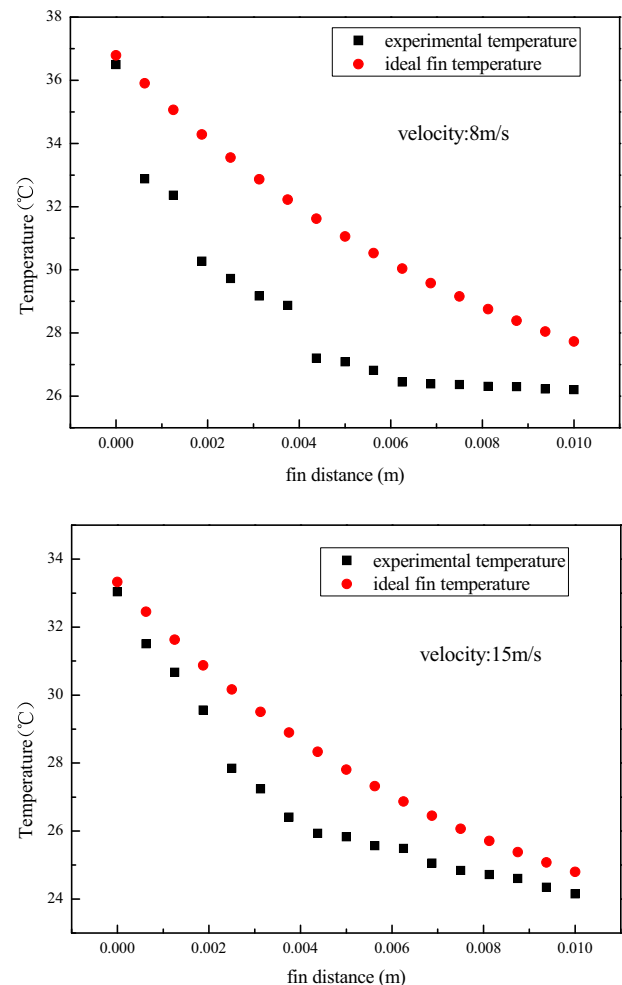 38
36
34
32
30
28
26
Temperature (℃)
experimental temperature
ideal fin temperature
velocity:8m/s
0.000 0.002 0.004 0.006 0.008 0.010
fin distance (m)
34
32
30
28
26
24
Temperature (℃)
experimental temperature
ideal fin temperature
velocity:15m/s
0.000 0.002 0.004 0.006 0.008 0.010
fin distance (m)